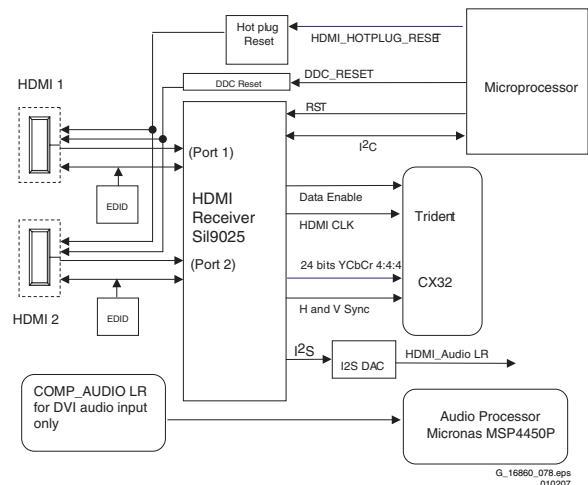 Hot plug
Reset
HDMI_HOTPLUG_RESET
Microprocessor
HDMI 1
DDC Reset
DDC_RESET
RST
I2C
(Port 1)
HDMI
Receiver
Sil9025
(Port 2)
EDID
HDMI 2
EDID
Data Enable
HDMI CLK
24 bits YCbCr 4:4:4
H and V Sync
Trident
CX32
I2S
I2S DAC
HDMI_Audio LR
COMP_AUDIO LR
for DVI audio input
only
Audio Processor
Micronas MSP4450P
G_16860_078.eps
010207